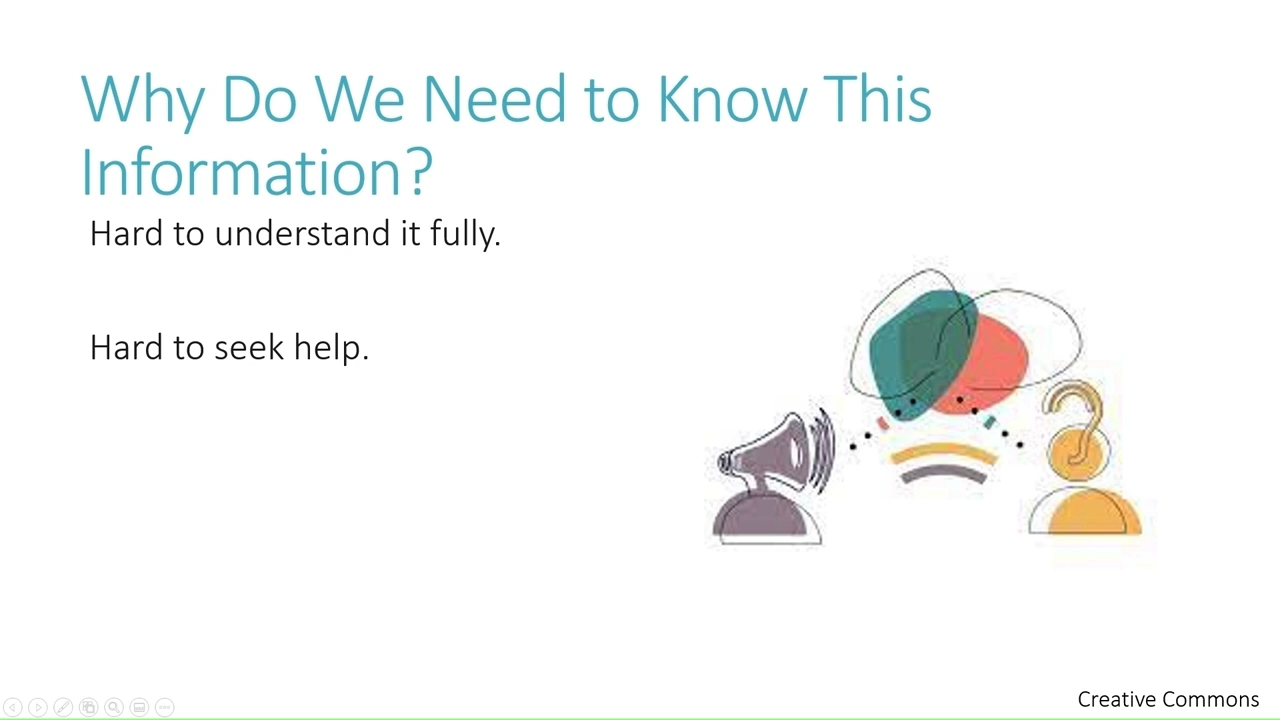 Why Do We Need to Know This
Information?
Hard to understand it fully.
Hard to seek help.
Creative Commons